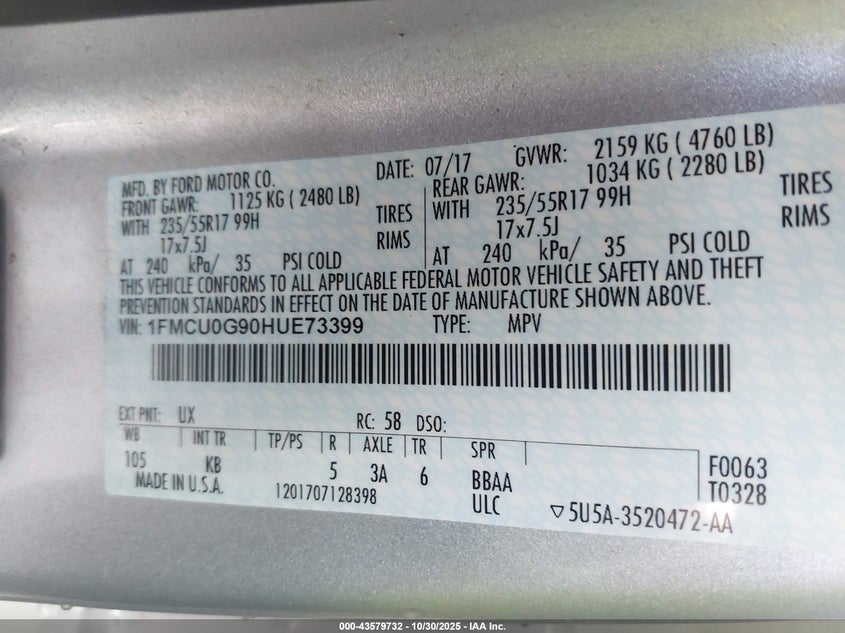 MFD. BY FORD MOTOR CO.
DATE: 07/17 GVWR: 2159 KG ( 4760 LB)
FRONT GAWR: 1125 KG ( 2480 LB)
REAR GAWR: 1034 KG ( 2280 LB)
WITH 235/55R17 99H TIRES
WITH 235/55R17 99H TIRES
17x7.5J RIMS
17x7.5J RIMS
AT 240 kPa/ 35 PSI COLD
AT 240 kPa/ 35 PSI COLD
THIS VEHICLE CONFORMS TO ALL APPLICABLE FEDERAL MOTOR VEHICLE SAFETY AND THEFT
PREVENTION STANDARDS IN EFFECT ON THE DATE OF MANUFACTURE SHOWN ABOVE.
VIN: 1FMCU0G90HUE73399 TYPE: MPV
EXT PNT: UX RC: 58 DSO:
WB INT TR TP/PS R AXLE TR SPR
105 KB 5 3A 6 BBAA F0063
MADE IN U.S.A. 1201707128398 ULC T0328
▽5U5A-3520472-AA
000-43579732 - 10/30/2025 - IAA Inc.